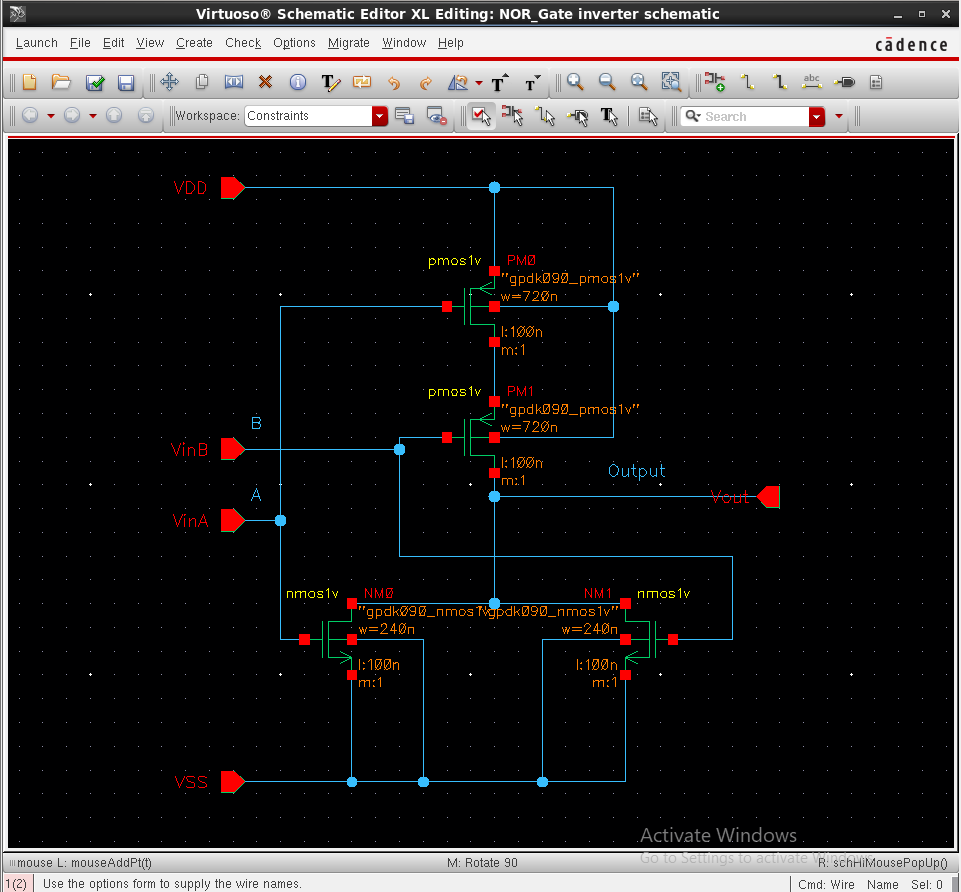 Virtuoso® Schematic Editor XL Editing: NOR_Gate inverter schematic
Launch File Edit View Create Check Options Migrate Window Help
cādence
Workspace: Constraints
Search
abc
VDD
pmos1v PM0
"gpdk090_pmos1v"
w=720n
l:100n
m:1
pmos1v PM1
"gpdk090_pmos1v"
w=720n
l:100n
m:1
B
VinB
A
VinA
Output
Vout
nmos1v NM0
"gpdk090_nmos1v"
w=240n
l:100n
m:1
NM1 nmos1v
"gpdk090_nmos1v"
w=240n
l:100n
m:1
VSS
Activate Windows
Go to Settings to activate Windows.
mouse L: mouseAddPt(t) M: Rotate 90 R: schHiMousePopUp()
1(2) Use the options form to supply the wire names. Cmd: Wire Name Sel: 0